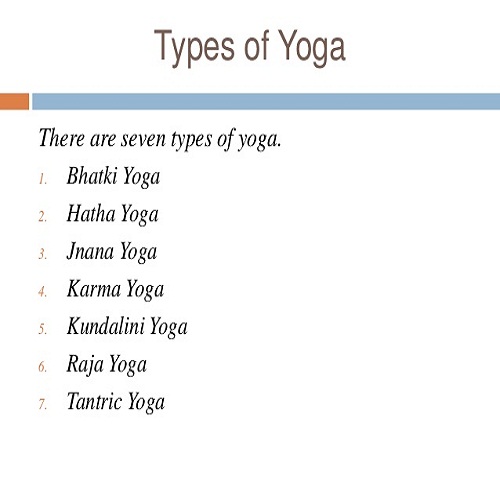 Types of Yoga
There are seven types of yoga.
1. Bhatki Yoga
2. Hatha Yoga
3. Jnana Yoga
4. Karma Yoga
5. Kundalini Yoga
6. Raja Yoga
7. Tantric Yoga